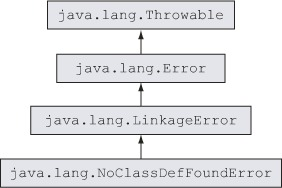 java.lang.Throwable
java.lang.Error
java.lang.LinkageError
java.lang.NoClassDefFoundError